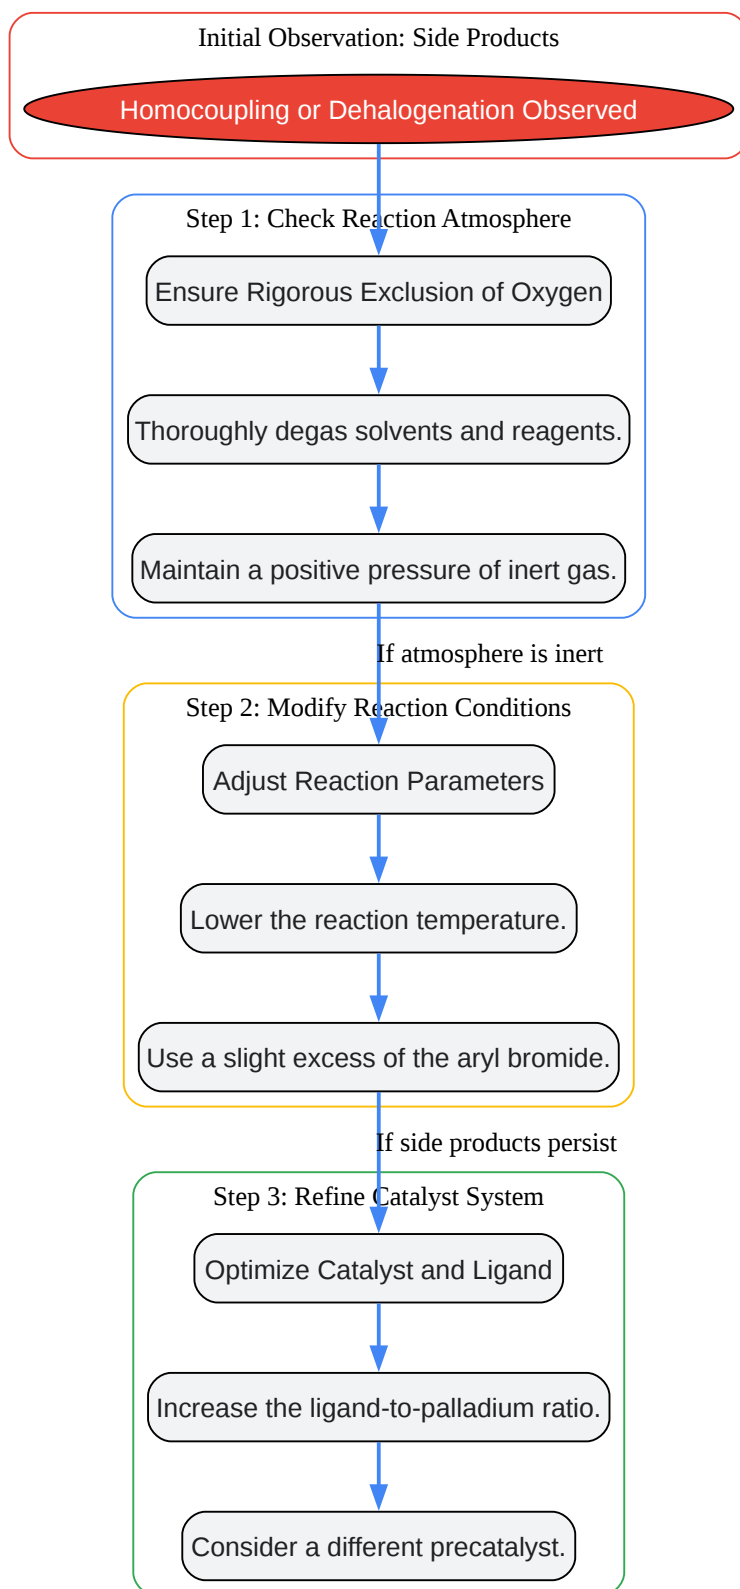 Initial Observation: Side Products
Homocoupling or Dehalogenation Observed
Step 1: Check Reaction Atmosphere
Ensure Rigorous Exclusion of Oxygen
Thoroughly degas solvents and reagents.
Maintain a positive pressure of inert gas.
If atmosphere is inert
Step 2: Modify Reaction Conditions
Adjust Reaction Parameters
Lower the reaction temperature.
Use a slight excess of the aryl bromide.
If side products persist
Step 3: Refine Catalyst System
Optimize Catalyst and Ligand
Increase the ligand-to-palladium ratio.
Consider a different precatalyst.